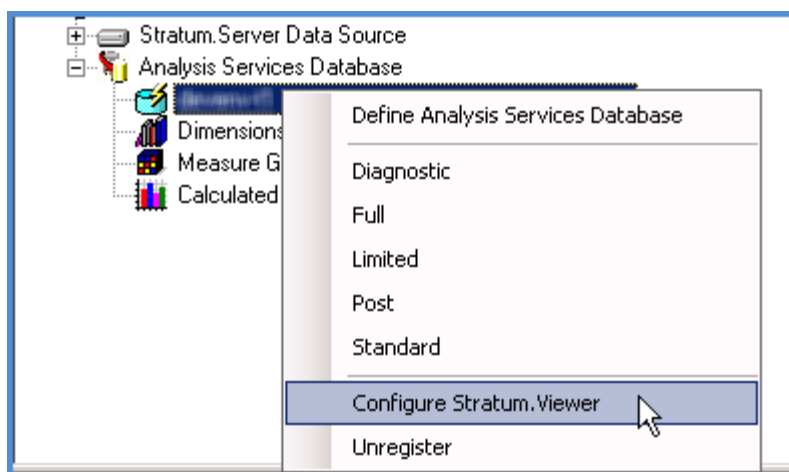 Stratum.Server Data Source
Analysis Services Database
Define Analysis Services Database
Dimensions
Diagnostic
Measure G
Full
Calculated
Limited
Post
Standard
Configure Stratum.Viewer
Unregister